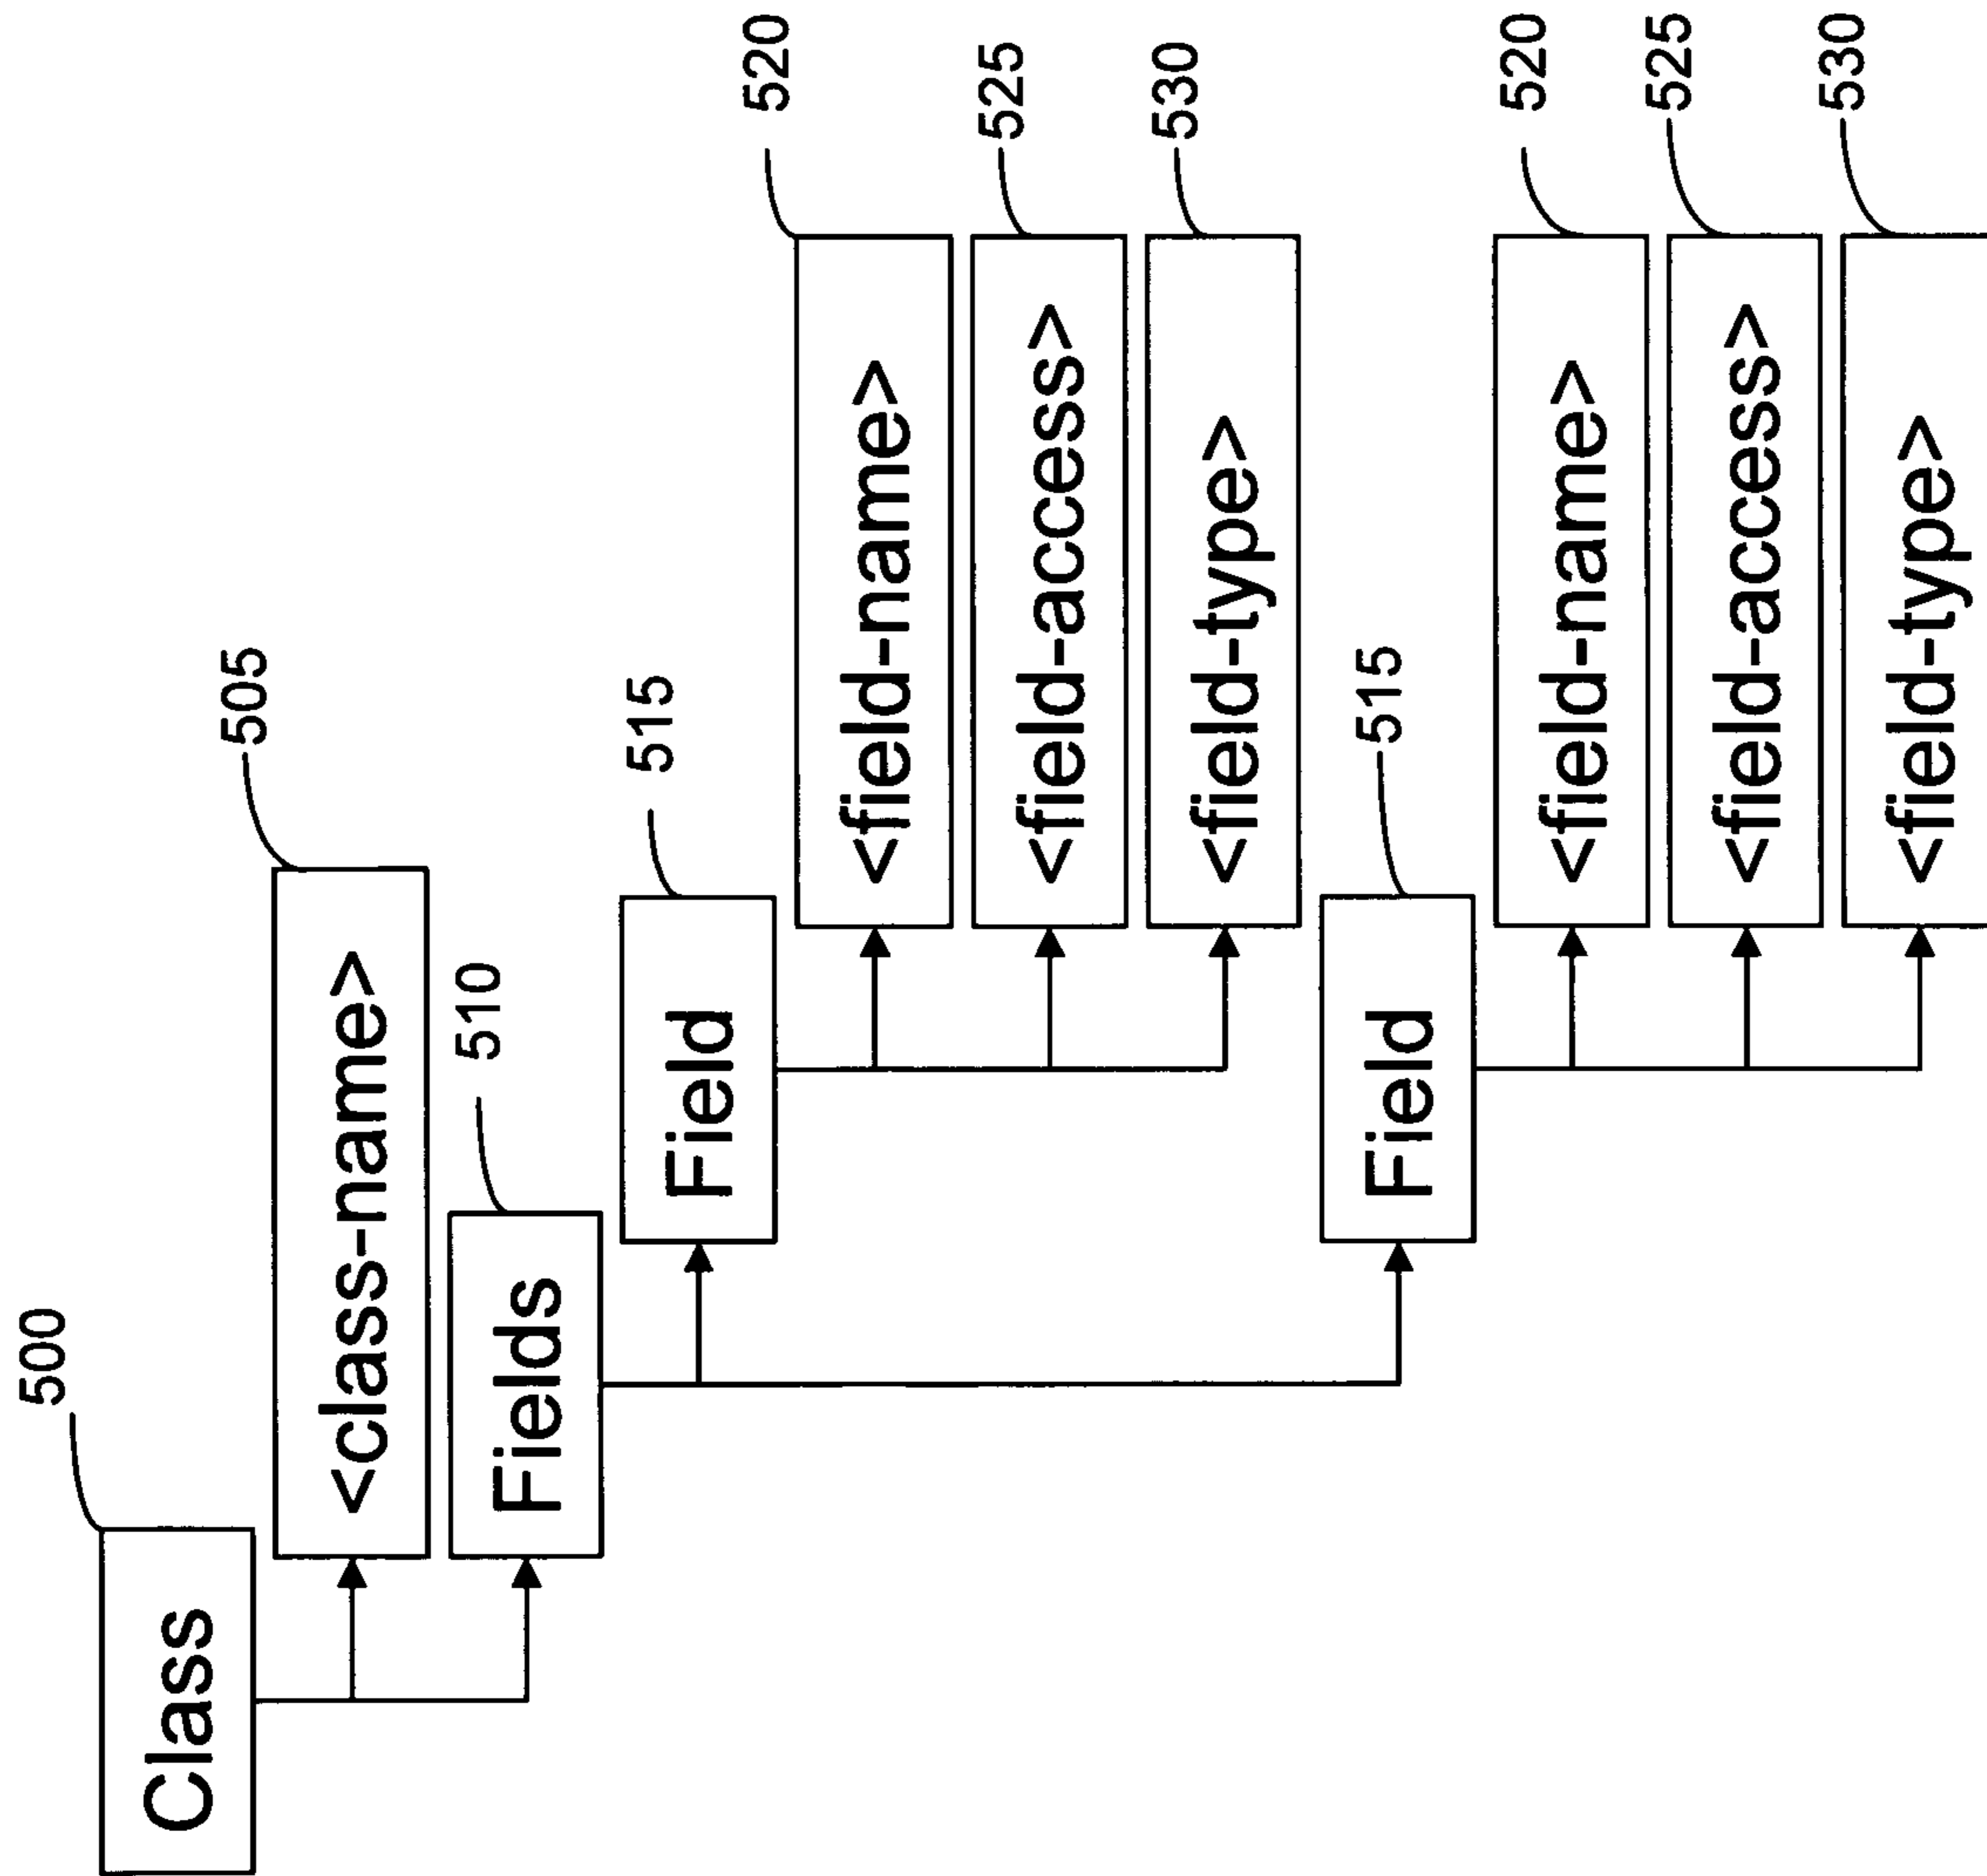 500
Class
505
<class-name>
510
Fields
515
Field
520
<field-name>
525
<field-access>
530
<field-type>
515
Field
520
<field-name>
525
<field-access>
530
<field-type>